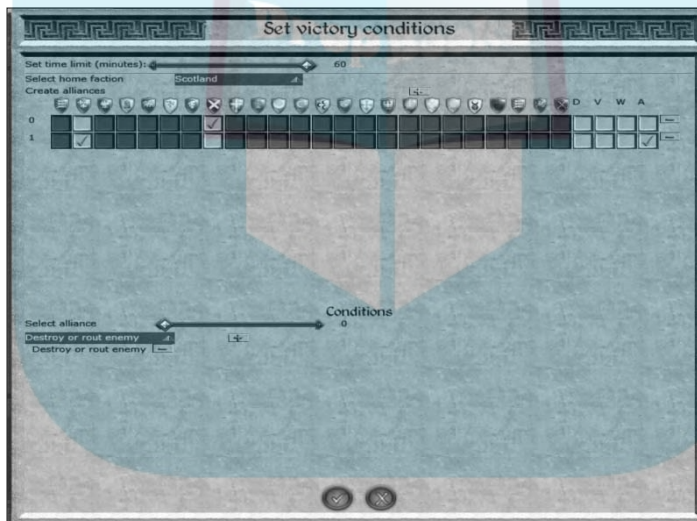 Set victory conditions
Set time limit (minutes): 60
Select home faction Scotland
Create alliances
D V W A
0
1
Conditions
Select alliance 0
Destroy or rout enemy
Destroy or rout enemy